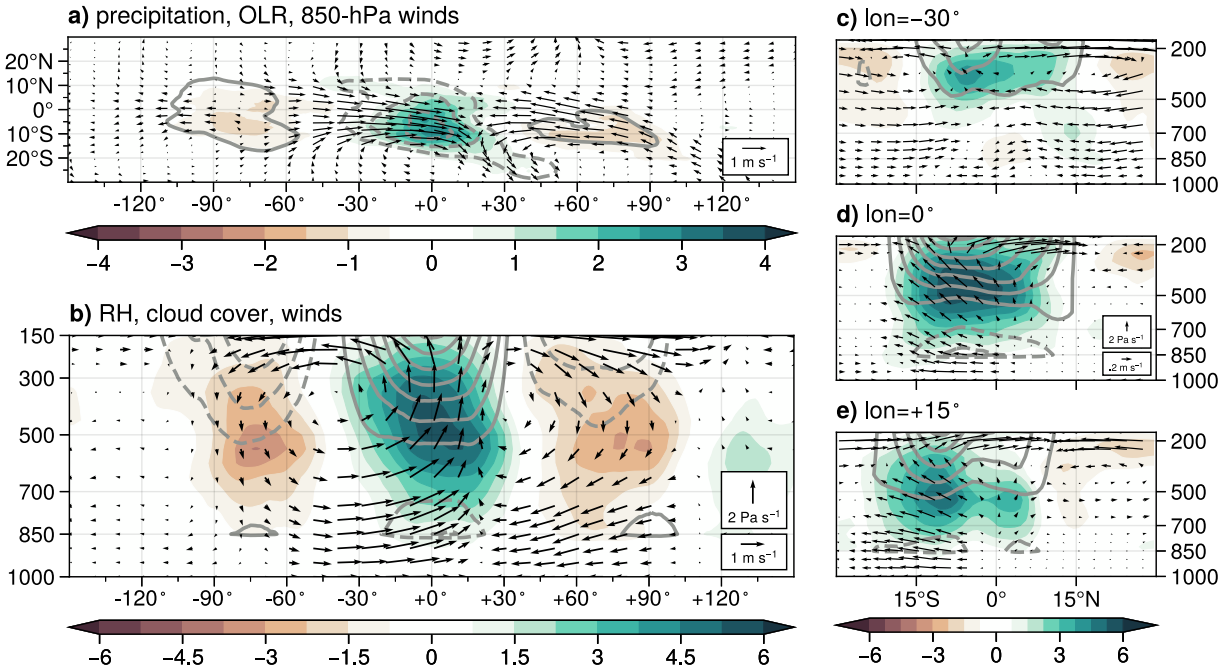 a) precipitation, OLR, 850-hPa winds
20°N
10°N
0°
10°S
20°S
1 m s⁻¹
-120° -90° -60° -30° +0 +30° +60° +90° +120°
−4 −3 −2 −1 0 1 2 3 4
b) RH, cloud cover, winds
150
300
500
700
850
1000
2 Pa s⁻¹
1 m s⁻¹
-120° -90° -60° -30° +0 +30° +60° +90° +120°
−6 −4.5 −3 −1.5 0 1.5 3 4.5 6
c) lon=−30°
200
500
700
850
1000
d) lon=0°
200
500
700
850
1000
2 Pa s⁻¹
.2 m s⁻¹
e) lon=+15°
200
500
700
850
1000
15°S 0° 15°N
−6 −3 0 3 6